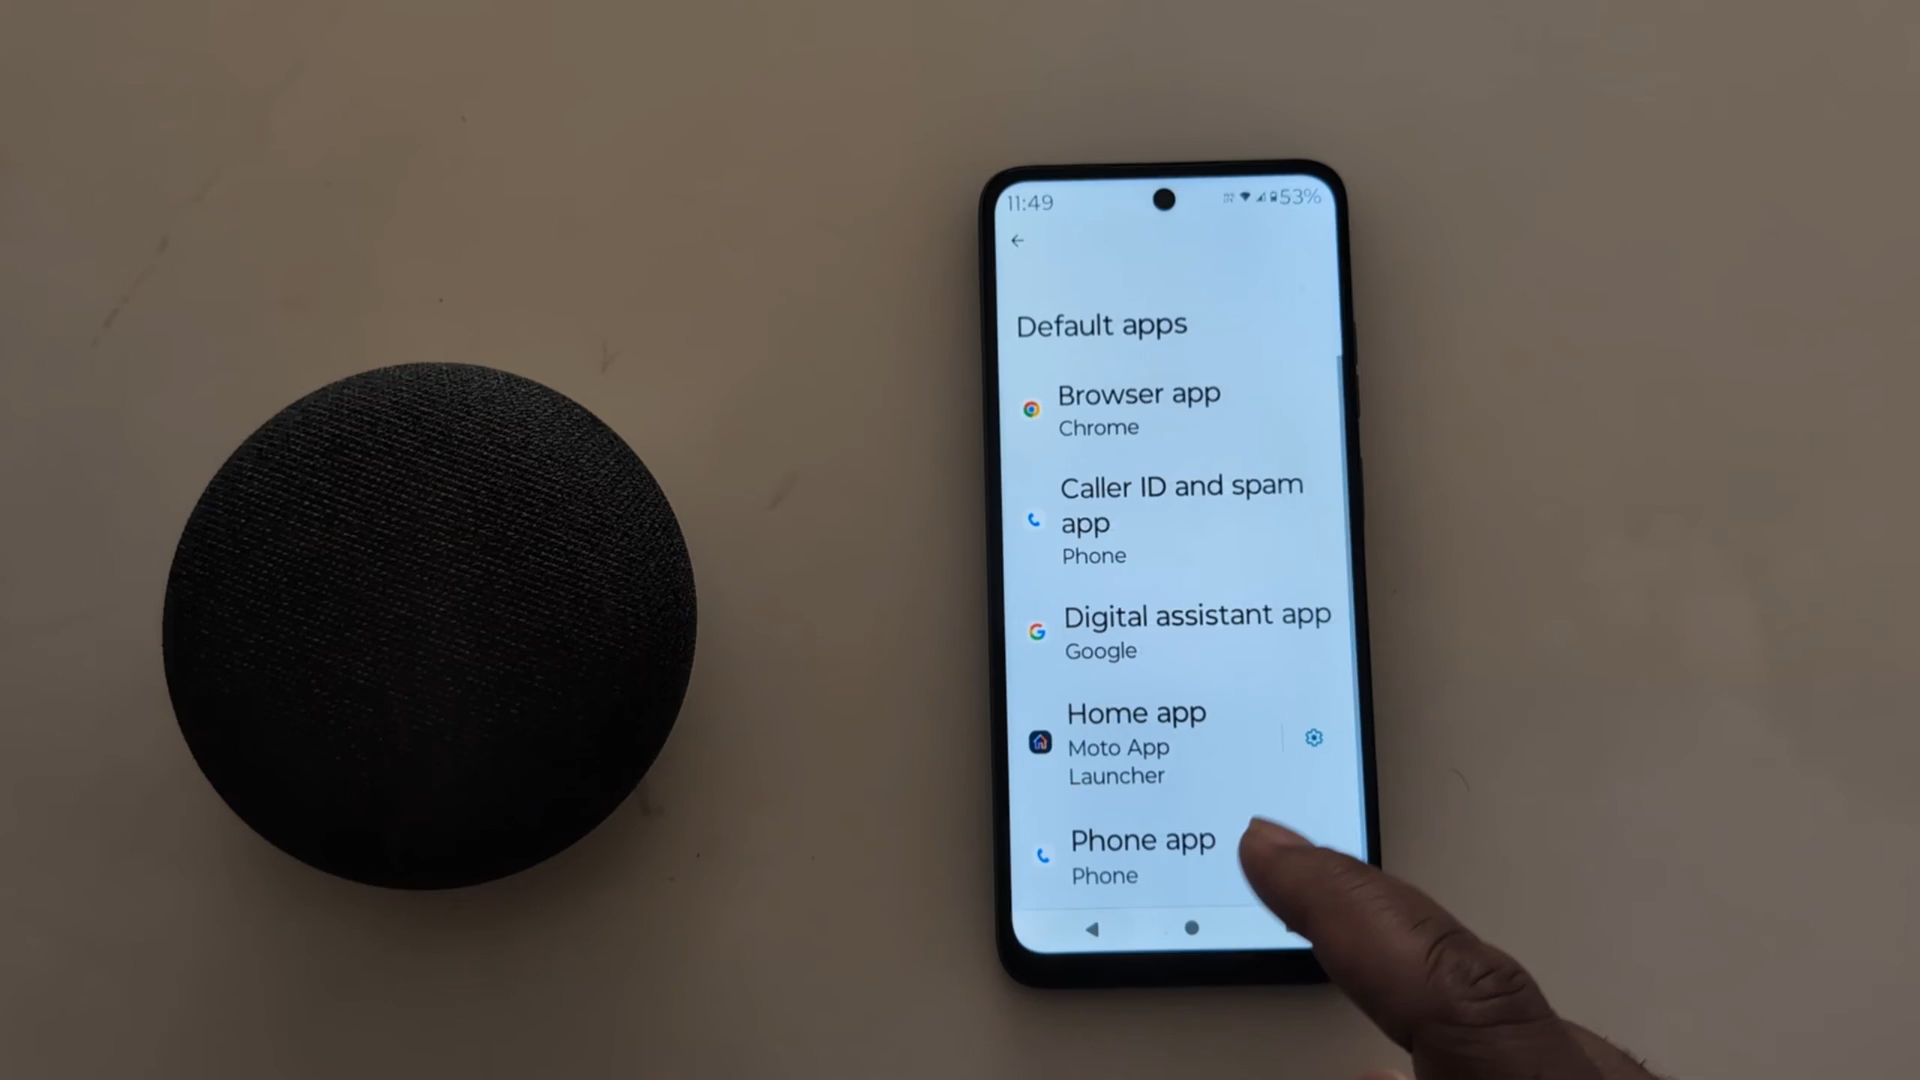 11:49
53%
Default apps
Browser app
Chrome
Caller ID and spam
app
Phone
Digital assistant app
Google
Home app
Moto App
Launcher
Phone app
Phone